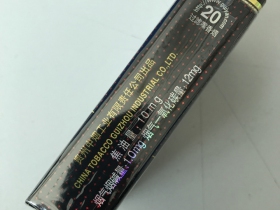 20
贵州中烟工业有限责任公司出品
CHINA TOBACCO GUIZHOU INDUSTRIAL CO., LTD.
焦油量:10mg
烟气烟碱量:1.0mg 烟气一氧化碳量:12mg